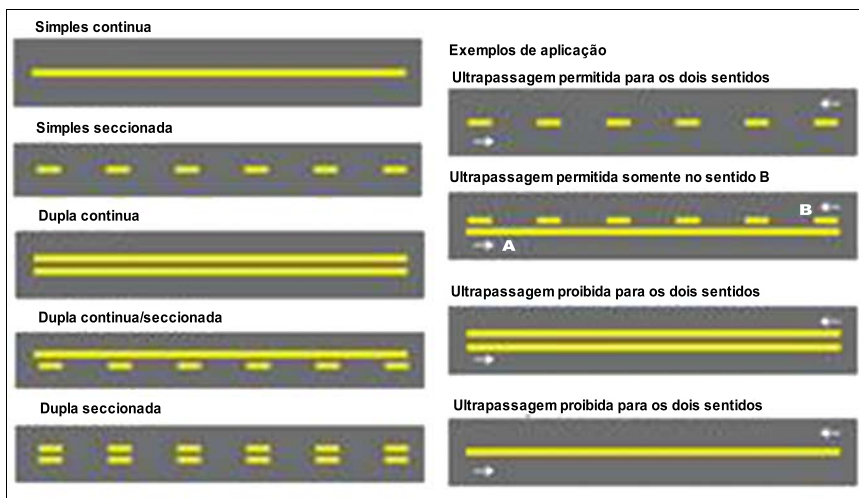 Simples continua
Simples seccionada
Dupla continua
Dupla continua/seccionada
Dupla seccionada
Exemplos de aplicação
Ultrapassagem permitida para os dois sentidos
Ultrapassagem permitida somente no sentido B
B
A
Ultrapassagem proibida para os dois sentidos
Ultrapassagem proibida para os dois sentidos